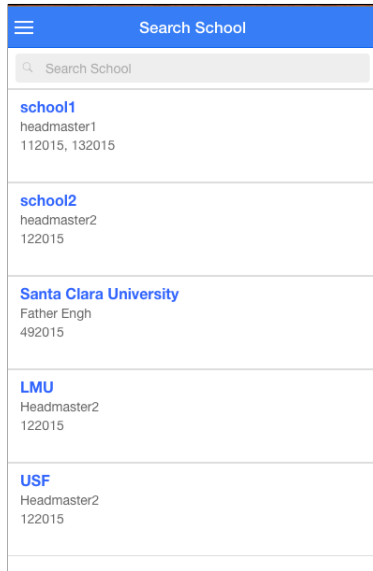 Search School
Search School
school1
headmaster1
112015, 132015
school2
headmaster2
122015
Santa Clara University
Father Engh
492015
LMU
Headmaster2
122015
USF
Headmaster2
122015